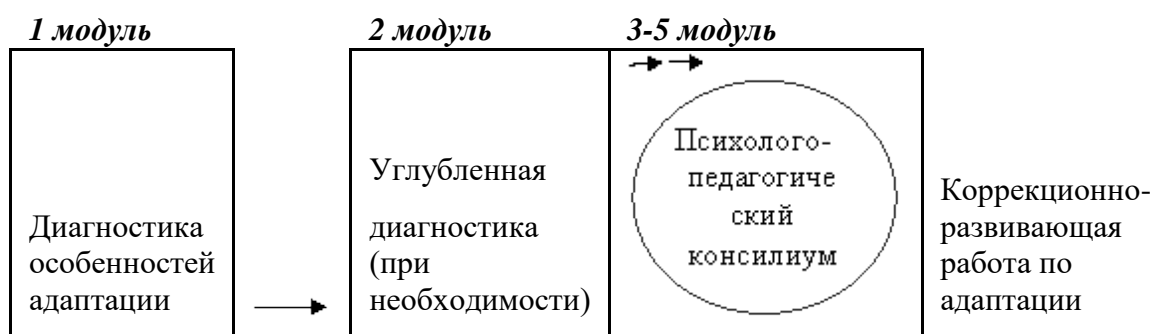 1 модуль
2 модуль
3-5 модуль
Диагностика
особенностей
адаптации
Углубленная
диагностика
(при
необходимости)
Психолого-
педагогиче
ский
консилиум
Коррекционно-
развивающая
работа по
адаптации